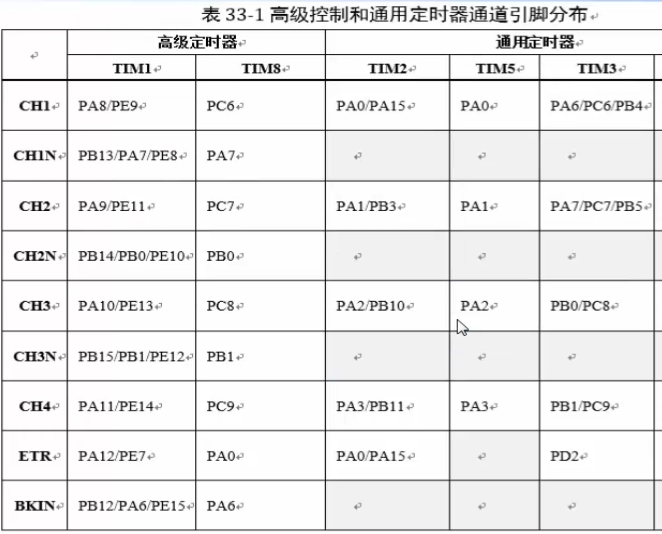 表 33-1 高级控制和通用定时器通道引脚分布
高级定时器 通用定时器
TIM1 TIM8 TIM2 TIM5 TIM3
CH1 PA8/PE9 PC6 PA0/PA15 PA0 PA6/PC6/PB4
CH1N PB13/PA7/PE8 PA7
CH2 PA9/PE11 PC7 PA1/PB3 PA1 PA7/PC7/PB5
CH2N PB14/PB0/PE10 PB0
CH3 PA10/PE13 PC8 PA2/PB10 PA2 PB0/PC8
CH3N PB15/PB1/PE12 PB1
CH4 PA11/PE14 PC9 PA3/PB11 PA3 PB1/PC9
ETR PA12/PE7 PA0 PA0/PA15 PD2
BKIN PB12/PA6/PE15 PA6